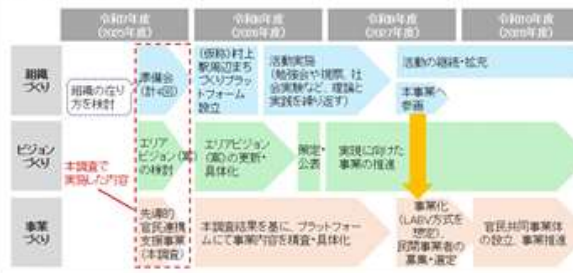 令和7年度
(2025年度)
令和8年度
(2026年度)
令和9年度
(2027年度)
令和10年度
(2028年度)
組織
づくり
組織の在り
方を検討
準備会
(計4回)
(仮称)村上
駅周辺まち
づくりプラッ
トフォーム
設立
活動実施
(勉強会や視察、社
会実験など、理論と
実践を繰り返す)
活動の継続・拡充
本事業へ
参画
ビジョン
づくり
エリア
ビジョン(案)
の検討
エリアビジョン
(案)の更新・
具体化
策定・
公表
実現に向けた
事業の推進
本調査で
実施した内容
事業
づくり
先導的
官民連携
支援事業
(本調査)
本調査結果を基に、プラットフォー
ムにて事業内容を精査・具体化
事業化
(LABV方式を
想定)、
民間事業者の
募集・選定
官民共同事業体
の設立、事業推進